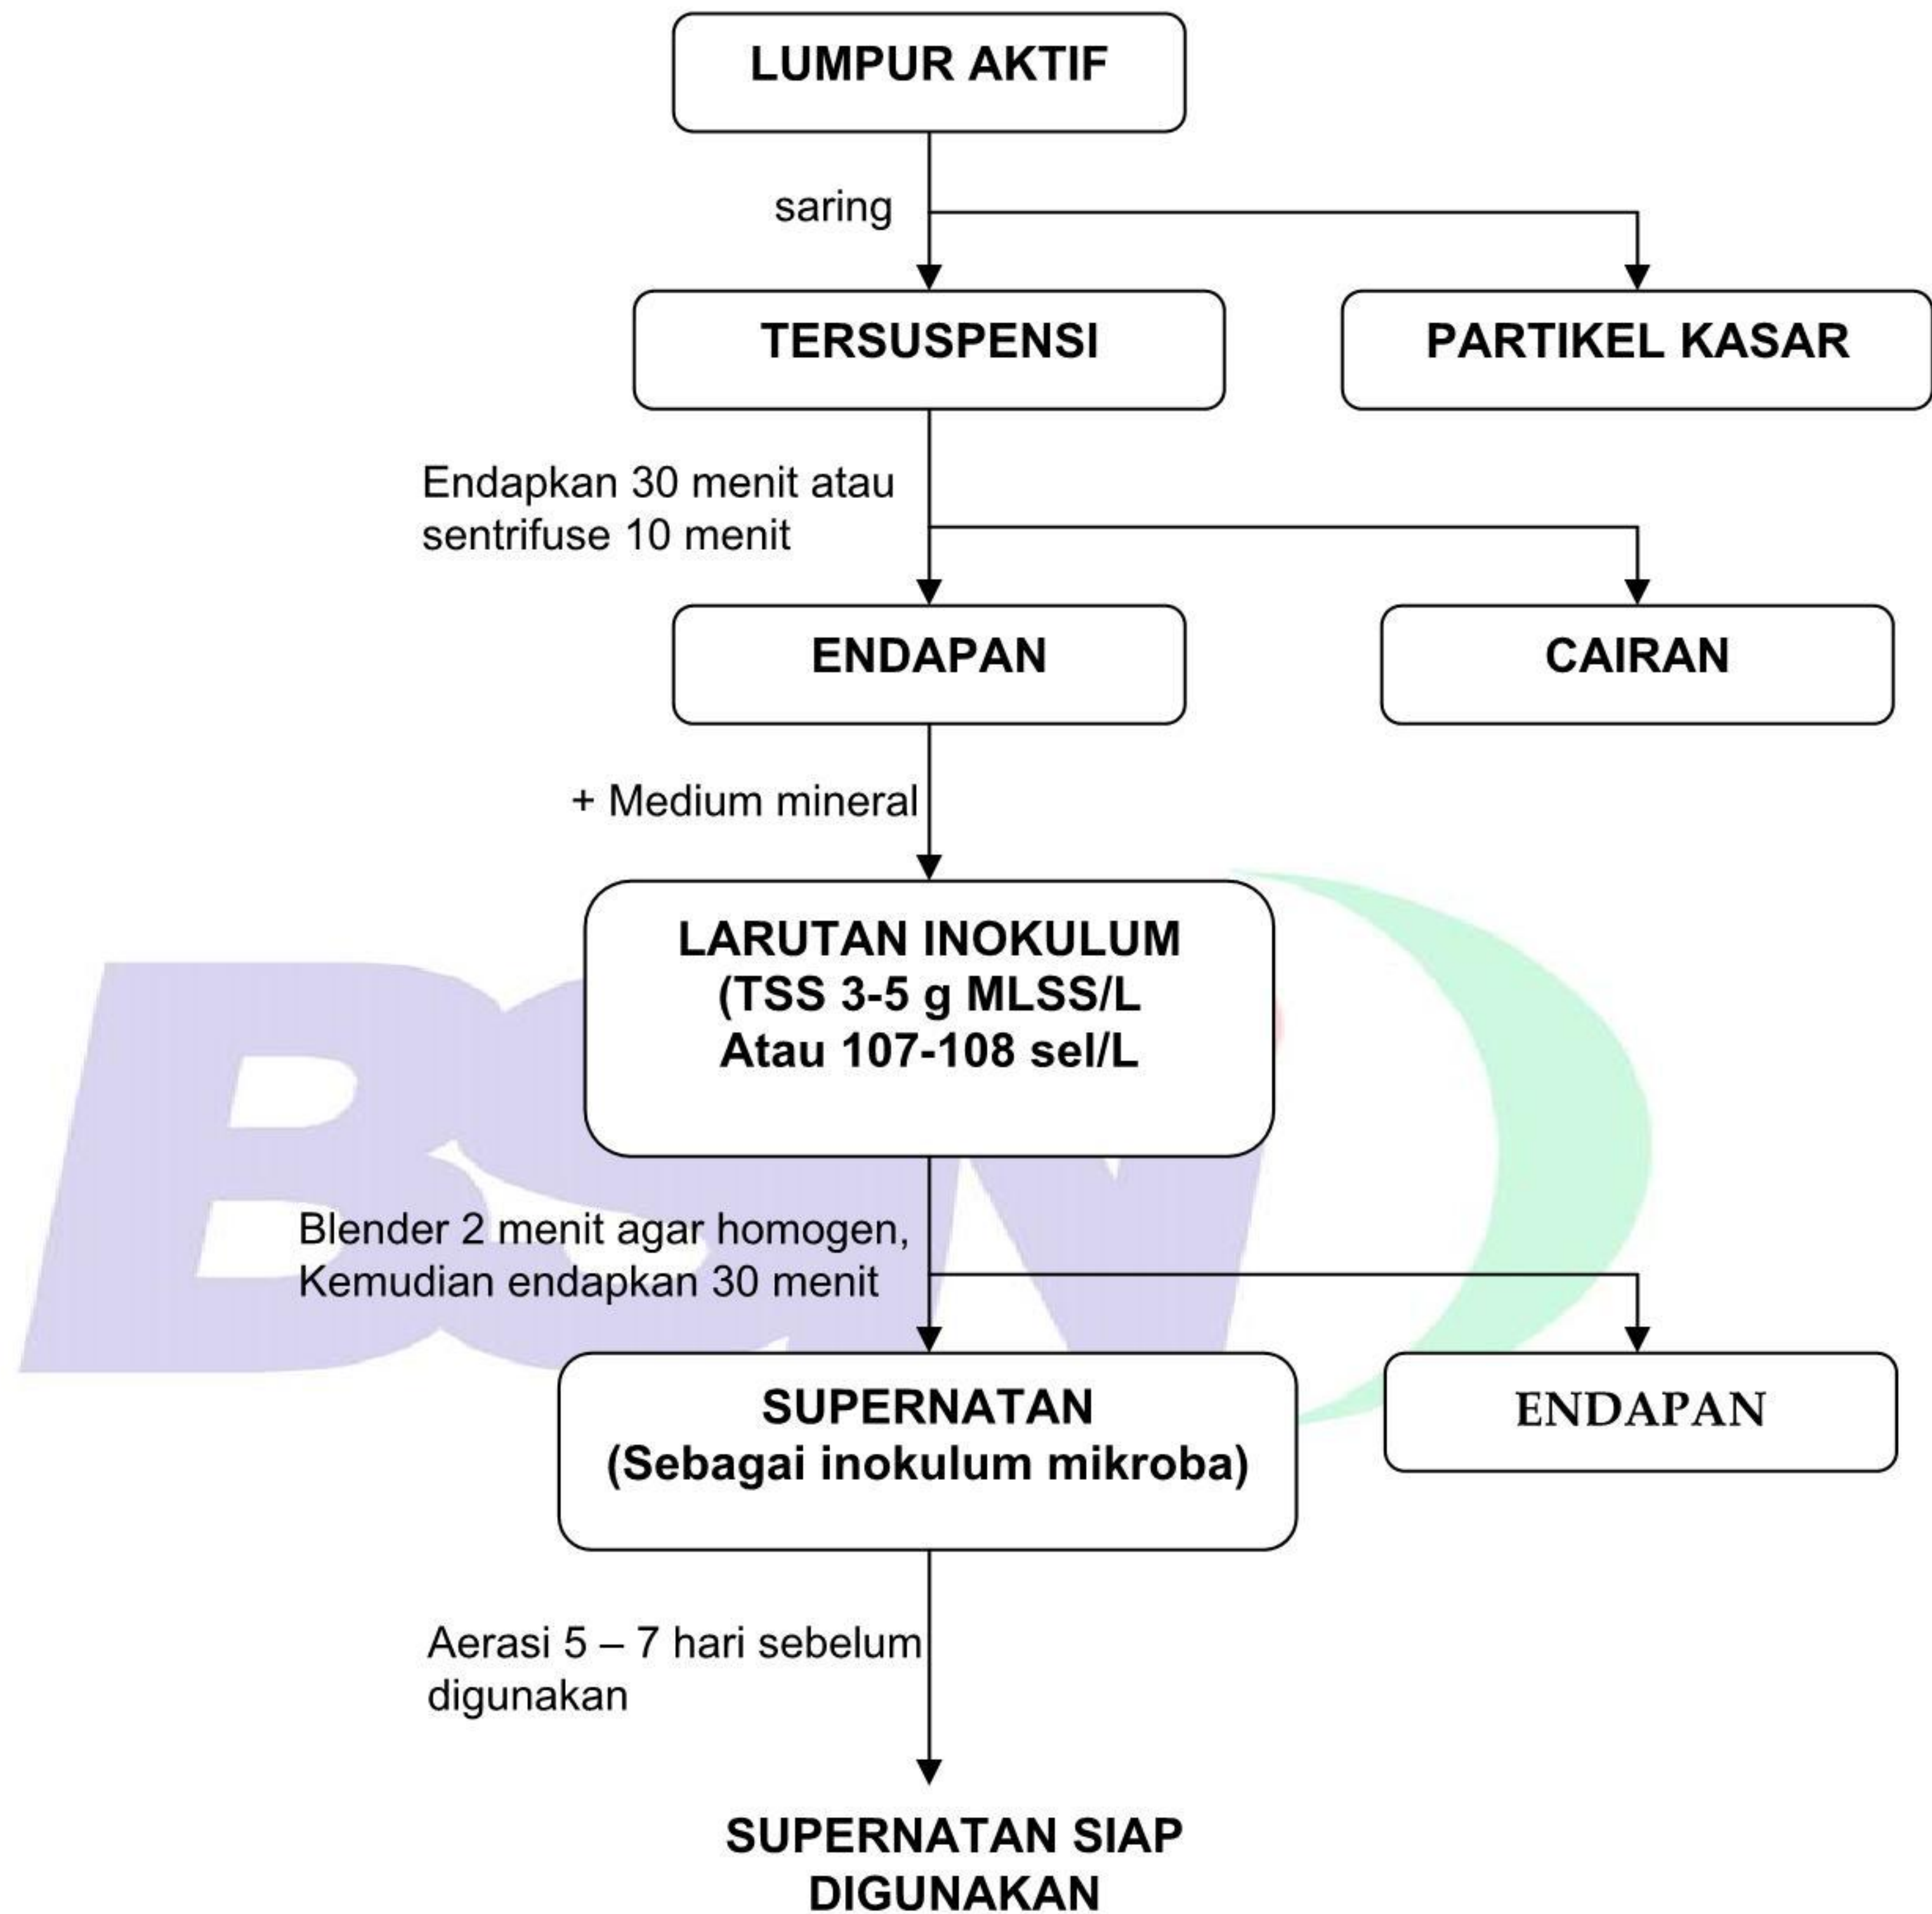 LUMPUR AKTIF
saring
TERSUSPENSI
PARTIKEL KASAR
Endapkan 30 menit atau
sentrifuse 10 menit
ENDAPAN
CAIRAN
+ Medium mineral
LARUTAN INOKULUM
(TSS 3-5 g MLSS/L
Atau 107-108 sel/L
Blender 2 menit agar homogen,
Kemudian endapkan 30 menit
SUPERNATAN
(Sebagai inokulum mikroba)
ENDAPAN
Aerasi 5 – 7 hari sebelum
digunakan
SUPERNATAN SIAP
DIGUNAKAN
BSN